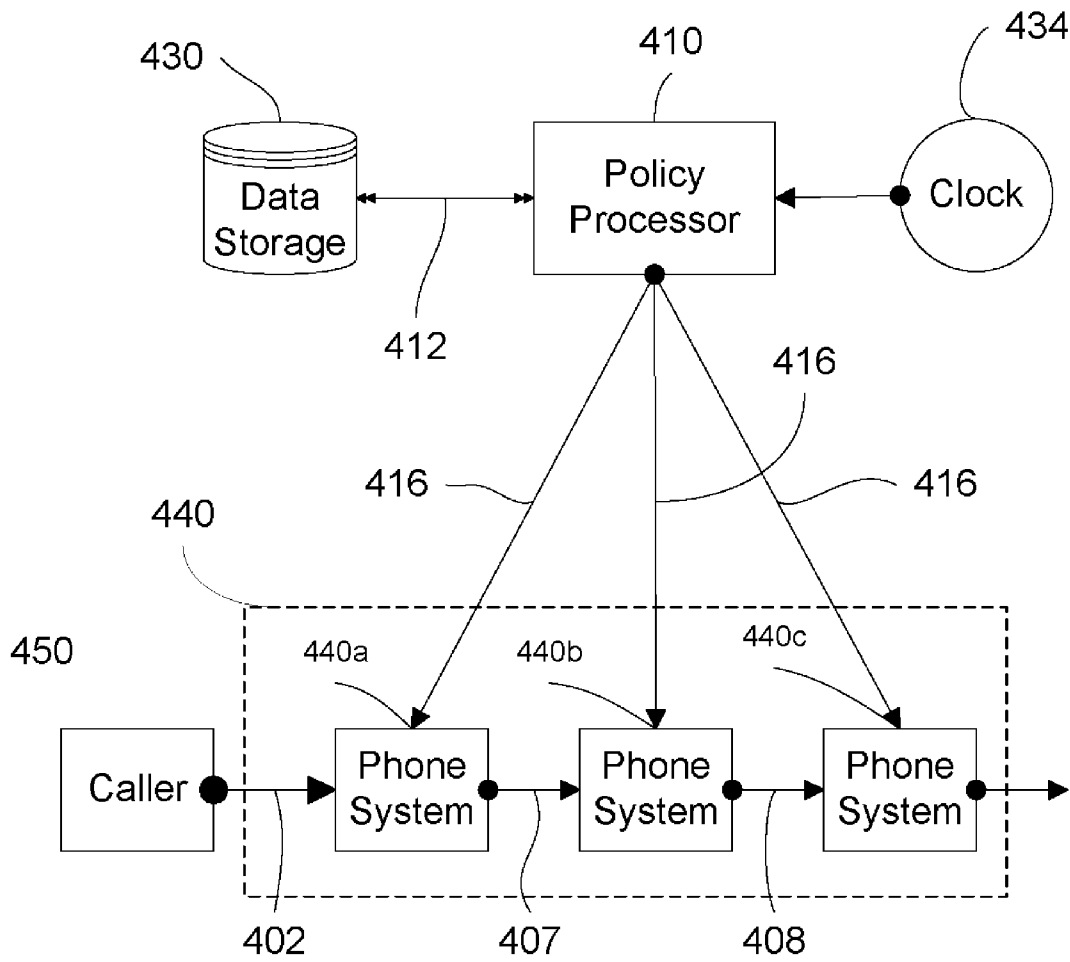 430
410
434
Data
Storage
Policy
Processor
Clock
412
416
416
416
440
450
440a
440b
440c
Caller
Phone
System
Phone
System
Phone
System
402
407
408